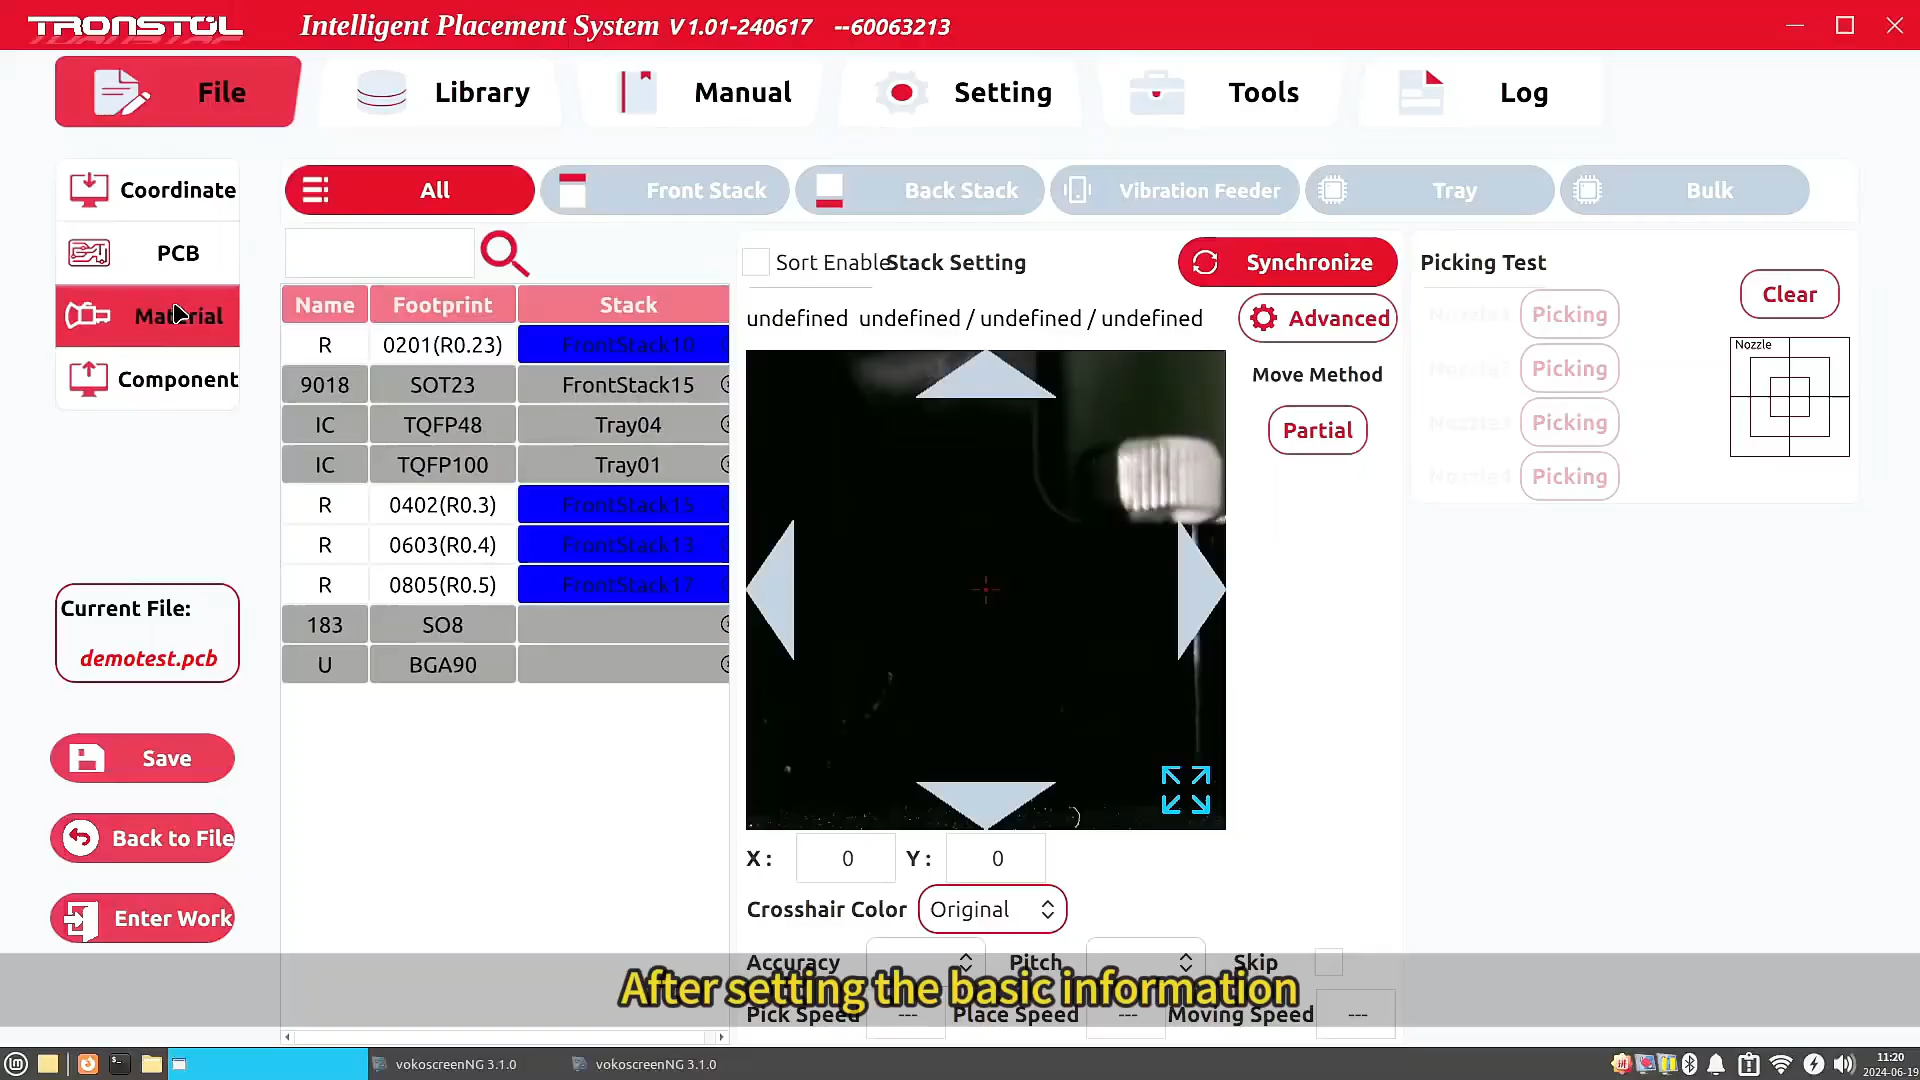 TRONSTOL
Intelligent Placement System V 1.01-240617 --60063213
File
Library
Manual
Setting
Tools
Log
Coordinate
PCB
Material
Component
All
Front Stack
Back Stack
Vibration Feeder
Tray
Bulk
Sort Enable
Stack Setting
Synchronize
Picking Test
Clear
undefined undefined / undefined / undefined
Advanced
Move Method
Partial
Picking
Picking
Picking
Picking
Nozzle
Name Footprint Stack
R 0201(R0.23) FrontStack10
9018 SOT23 FrontStack15
IC TQFP48 Tray04
IC TQFP100 Tray01
R 0402(R0.3) FrontStack15
R 0603(R0.4) FrontStack13
R 0805(R0.5) FrontStack17
183 SO8
U BGA90
Current File:
demotest.pcb
Save
Back to File
Enter Work
X : 0 Y : 0
Crosshair Color Original
Accuracy Pitch Skip
After setting the basic information
Pick Speed --- Place Speed --- Moving Speed ---
vokoscreenNG 3.1.0
vokoscreenNG 3.1.0
11:20
2024-06-19